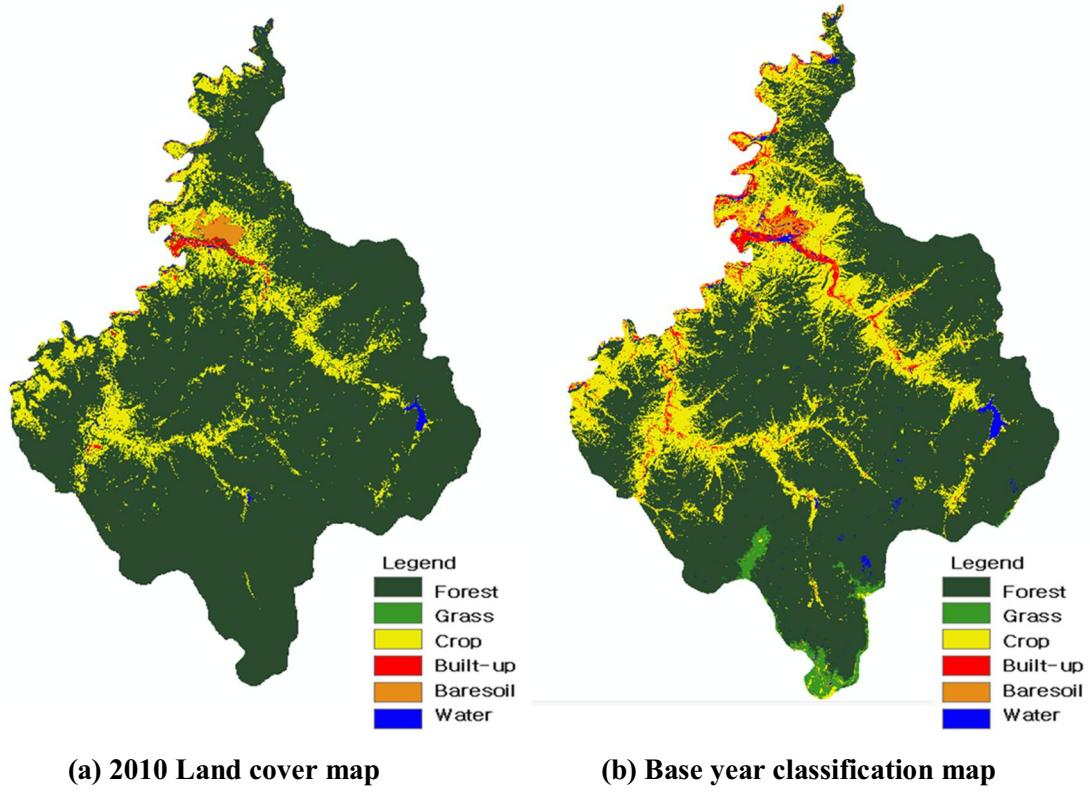 Legend
Forest
Grass
Crop
Built-up
Baresoil
Water
Legend
Forest
Grass
Crop
Built-up
Baresoil
Water
(a) 2010 Land cover map
(b) Base year classification map